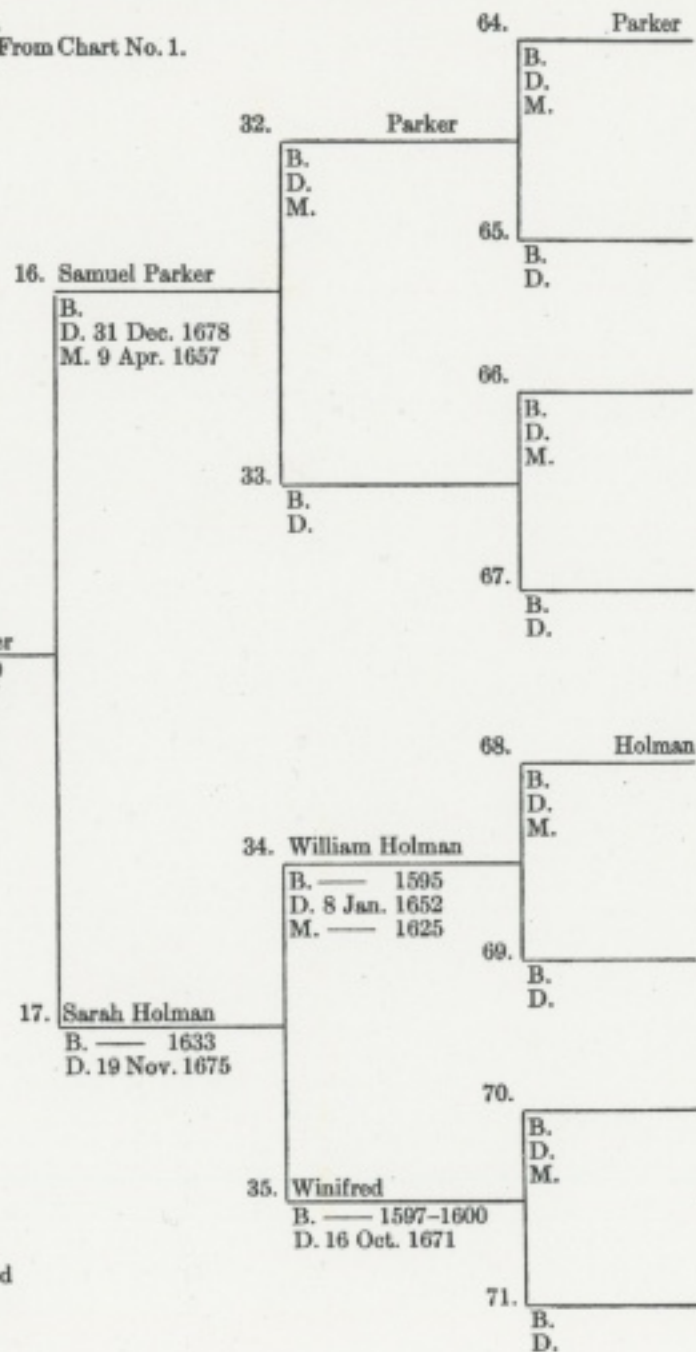 64. Parker
From Chart No. 1.
B.
D.
M.
32. Parker
B.
D.
M.
65.
B.
D.
16. Samuel Parker
B.
D. 31 Dec. 1678
M. 9 Apr. 1657
66.
B.
D.
M.
33.
B.
D.
67.
B.
D.
er
68. Holman
B.
D.
M.
34. William Holman
B. —— 1595
D. 8 Jan. 1652
M. —— 1625
69.
B.
D.
17. Sarah Holman
B. —— 1633
D. 19 Nov. 1675
70.
B.
D.
M.
35. Winifred
B. —— 1597–1600
D. 16 Oct. 1671
d
71.
B.
D.